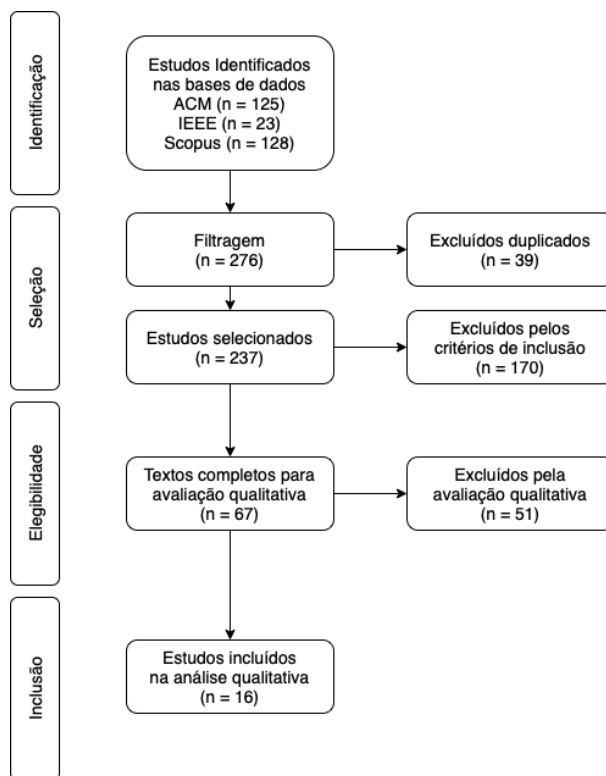 Identificação
Estudos Identificados
nas bases de dados
ACM (n = 125)
IEEE (n = 23)
Scopus (n = 128)
Seleção
Filtragem
(n = 276)
Excluídos duplicados
(n = 39)
Estudos selecionados
(n = 237)
Excluídos pelos
critérios de inclusão
(n = 170)
Elegibilidade
Textos completos para
avaliação qualitativa
(n = 67)
Excluídos pela
avaliação qualitativa
(n = 51)
Inclusão
Estudos incluídos
na análise qualitativa
(n = 16)